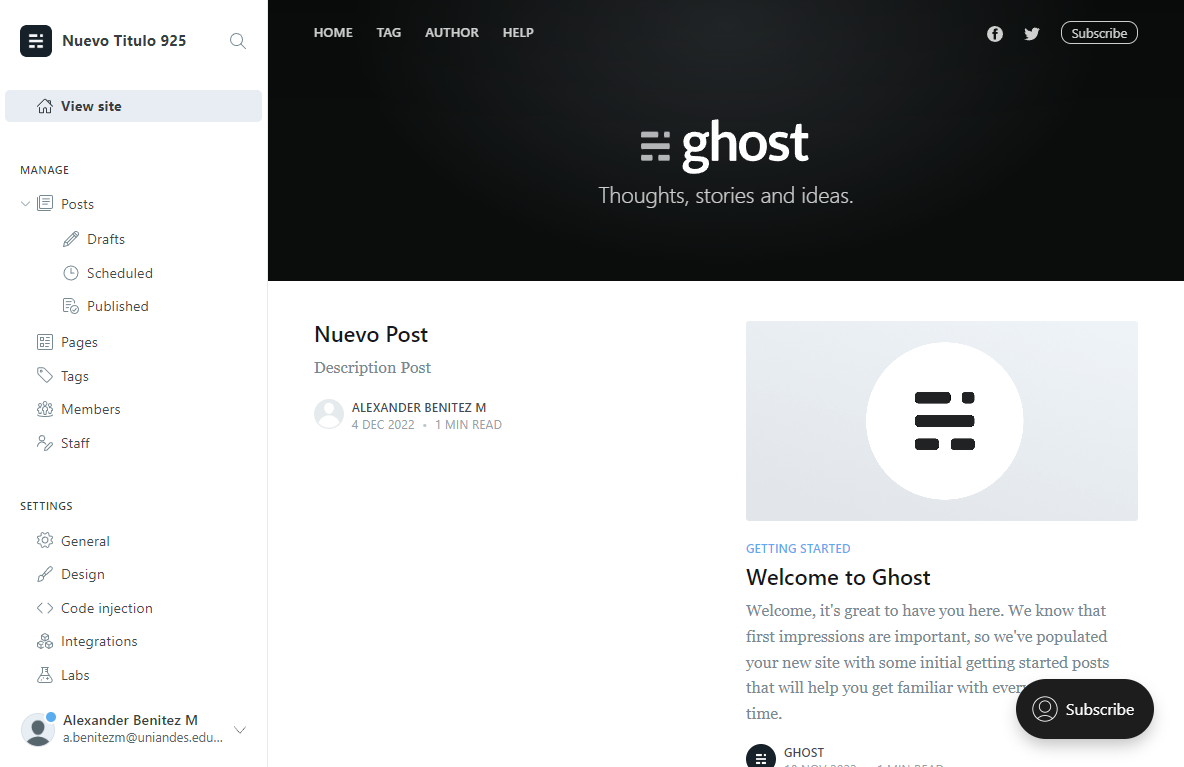 Nuevo Titulo 925
View site
MANAGE
Posts
Drafts
Scheduled
Published
Pages
Tags
Members
Staff
SETTINGS
General
Design
Code injection
Integrations
Labs
Alexander Benitez M
a.benitezm@uniandes.edu...
HOME TAG AUTHOR HELP
Subscribe
ghost
Thoughts, stories and ideas.
Nuevo Post
Description Post
ALEXANDER BENITEZ M
4 DEC 2022 • 1 MIN READ
GETTING STARTED
Welcome to Ghost
Welcome, it's great to have you here. We know that
first impressions are important, so we've populated
your new site with some initial getting started posts
that will help you get familiar with
time.
Subscribe
GHOST